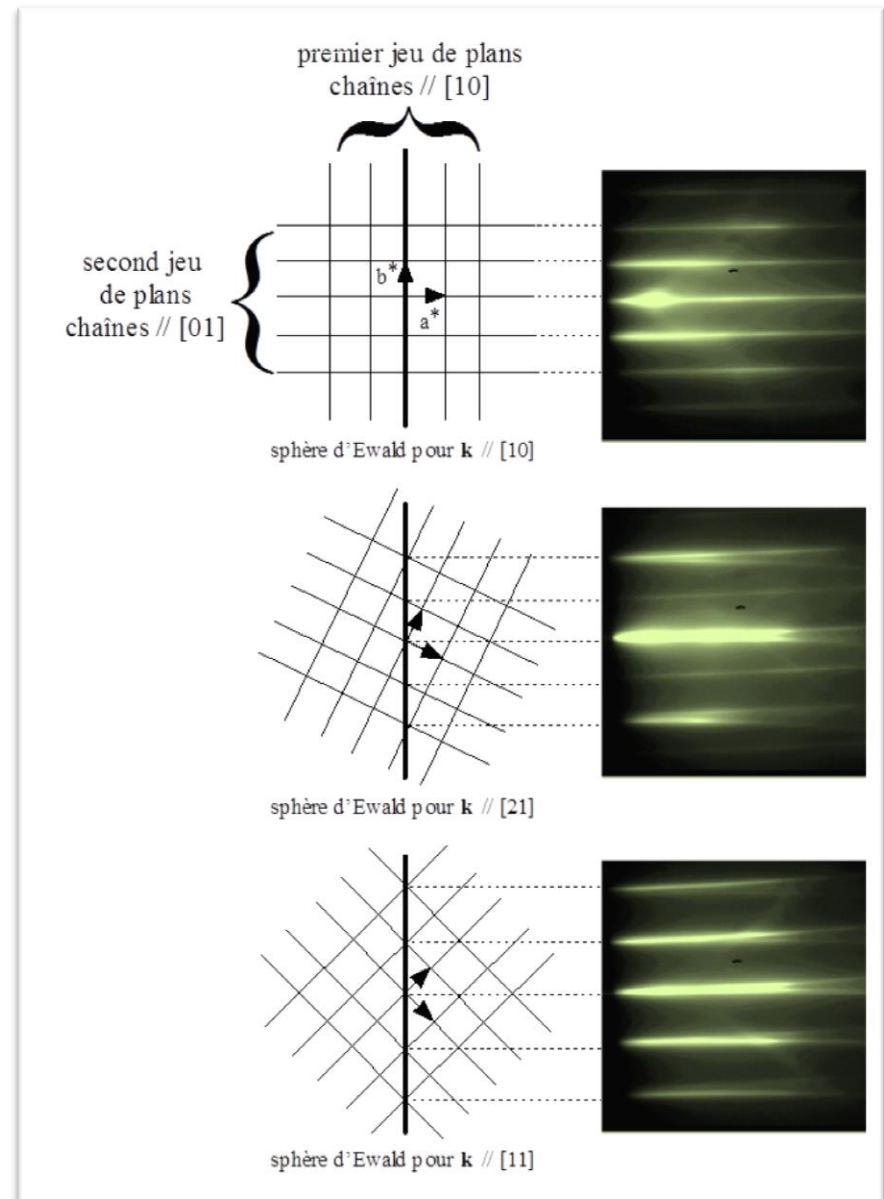 premier jeu de plans
chaînes // [10]
second jeu
de plans
chaînes // [01]
b*
a*
sphère d'Ewald pour k // [10]
sphère d'Ewald pour k // [21]
sphère d'Ewald pour k // [11]